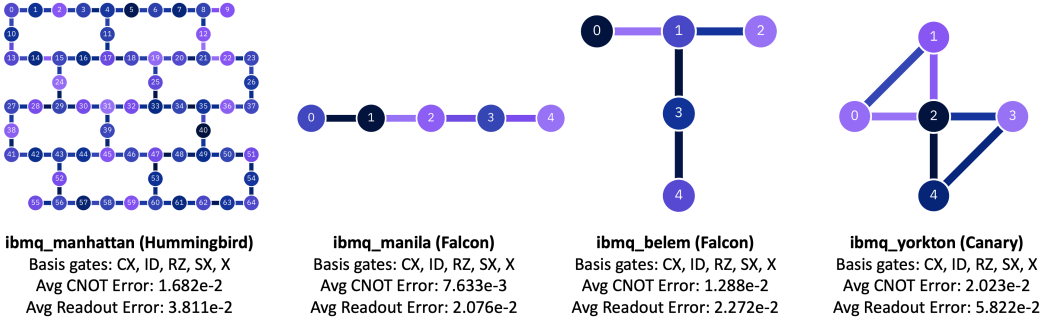 0 1 2 3 4 5 6 7 8 9
10 11 12
13 14 15 16 17 18 19 20 21 22 23
24 25 26
27 28 29 30 31 32 33 34 35 36 37
38 39 40
41 42 43 44 45 46 47 48 49 50 51
52 53 54
55 56 57 58 59 60 61 62 63 64
ibmq_manhattan (Hummingbird)
Basis gates: CX, ID, RZ, SX, X
Avg CNOT Error: 1.682e-2
Avg Readout Error: 3.811e-2
0 1 2 3 4
ibmq_manila (Falcon)
Basis gates: CX, ID, RZ, SX, X
Avg CNOT Error: 7.633e-3
Avg Readout Error: 2.076e-2
0 1 2
3
4
ibmq_belem (Falcon)
Basis gates: CX, ID, RZ, SX, X
Avg CNOT Error: 1.288e-2
Avg Readout Error: 2.272e-2
1
0 2 3
4
ibmq_yorkton (Canary)
Basis gates: CX, ID, RZ, SX, X
Avg CNOT Error: 2.023e-2
Avg Readout Error: 5.822e-2